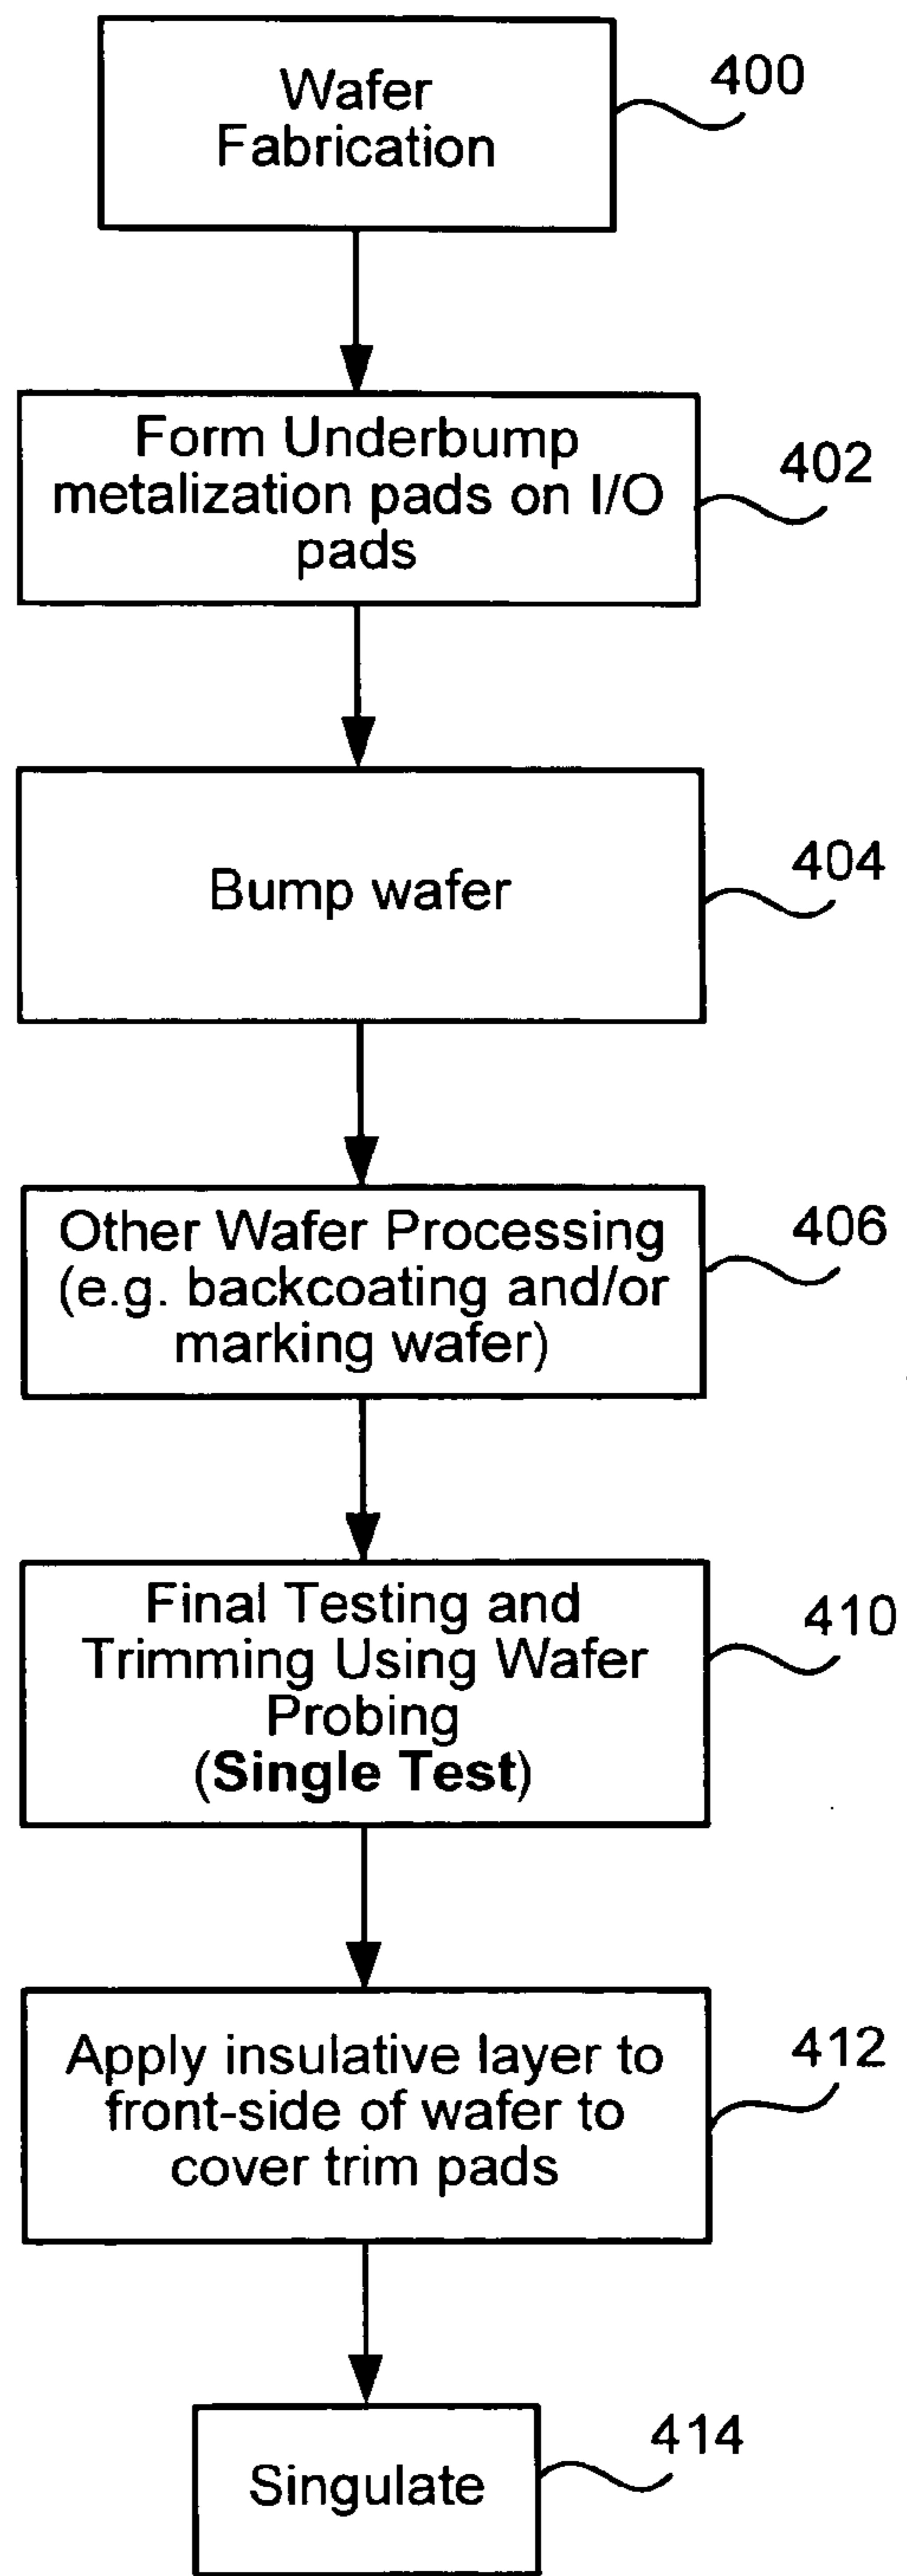 Wafer
Fabrication
400
Form Underbump
metalization pads on I/O
pads
402
Bump wafer
404
Other Wafer Processing
(e.g. backcoating and/or
marking wafer)
406
Final Testing and
Trimming Using Wafer
Probing
(Single Test)
410
Apply insulative layer to
front-side of wafer to
cover trim pads
412
Singulate
414